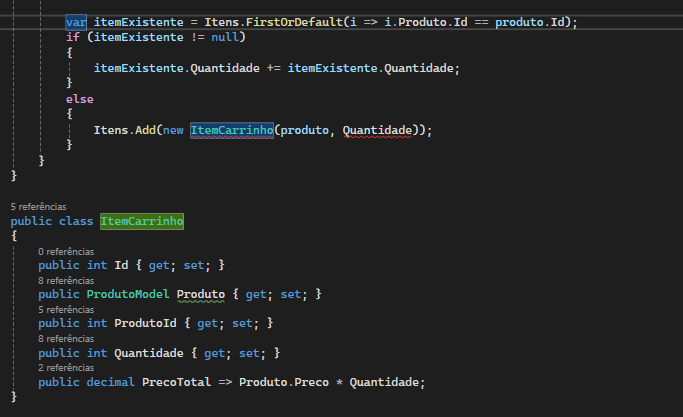 var itemExistente = Itens.FirstOrDefault(i => i.Produto.Id == produto.Id);
if (itemExistente != null)
{
itemExistente.Quantidade += itemExistente.Quantidade;
}
else
{
Itens.Add(new ItemCarrinho(produto, Quantidade));
}
}
}
5 referências
public class ItemCarrinho
{
0 referências
public int Id { get; set; }
8 referências
public ProdutoModel Produto { get; set; }
5 referências
public int ProdutoId { get; set; }
8 referências
public int Quantidade { get; set; }
2 referências
public decimal PrecoTotal => Produto.Preco * Quantidade;
}